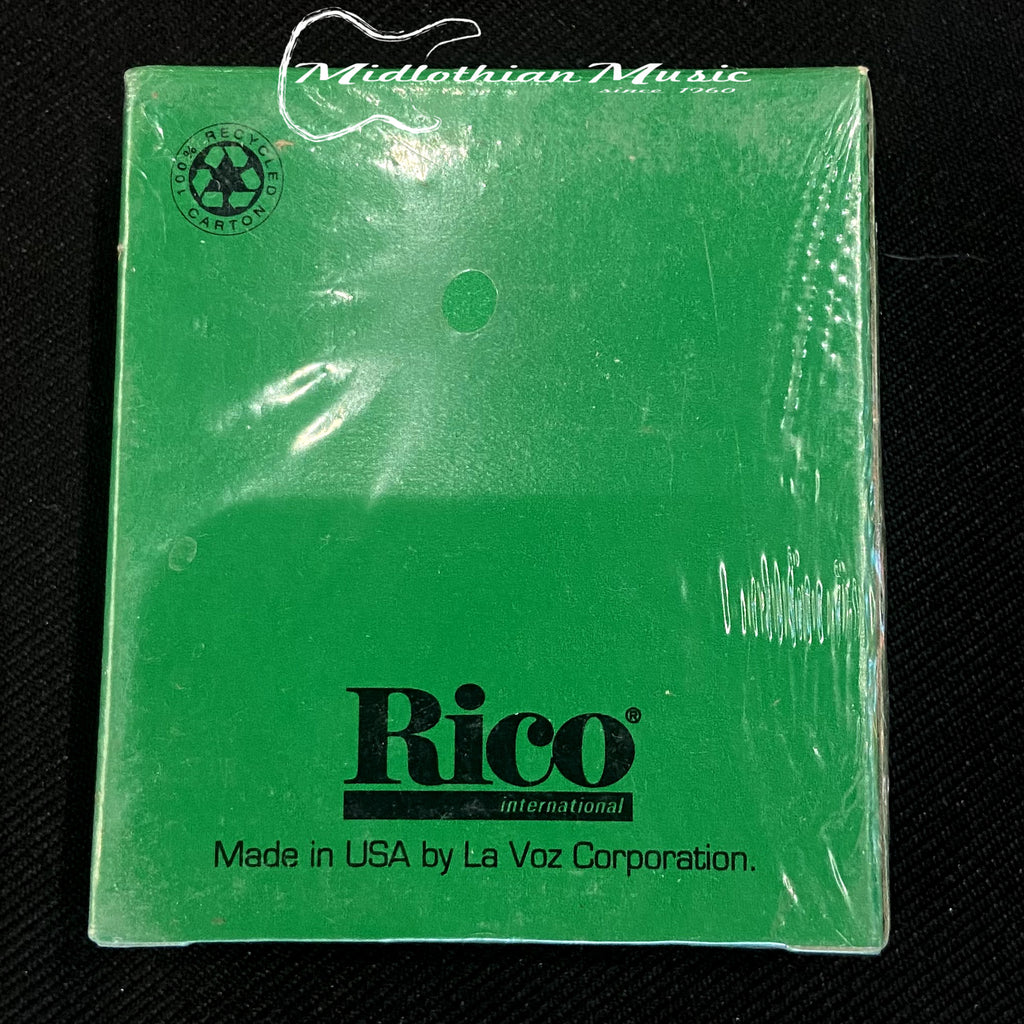 Midlothian Music
since 1960
100% RECYCLED
CARTON
Rico®
international
Made in USA by La Voz Corporation.